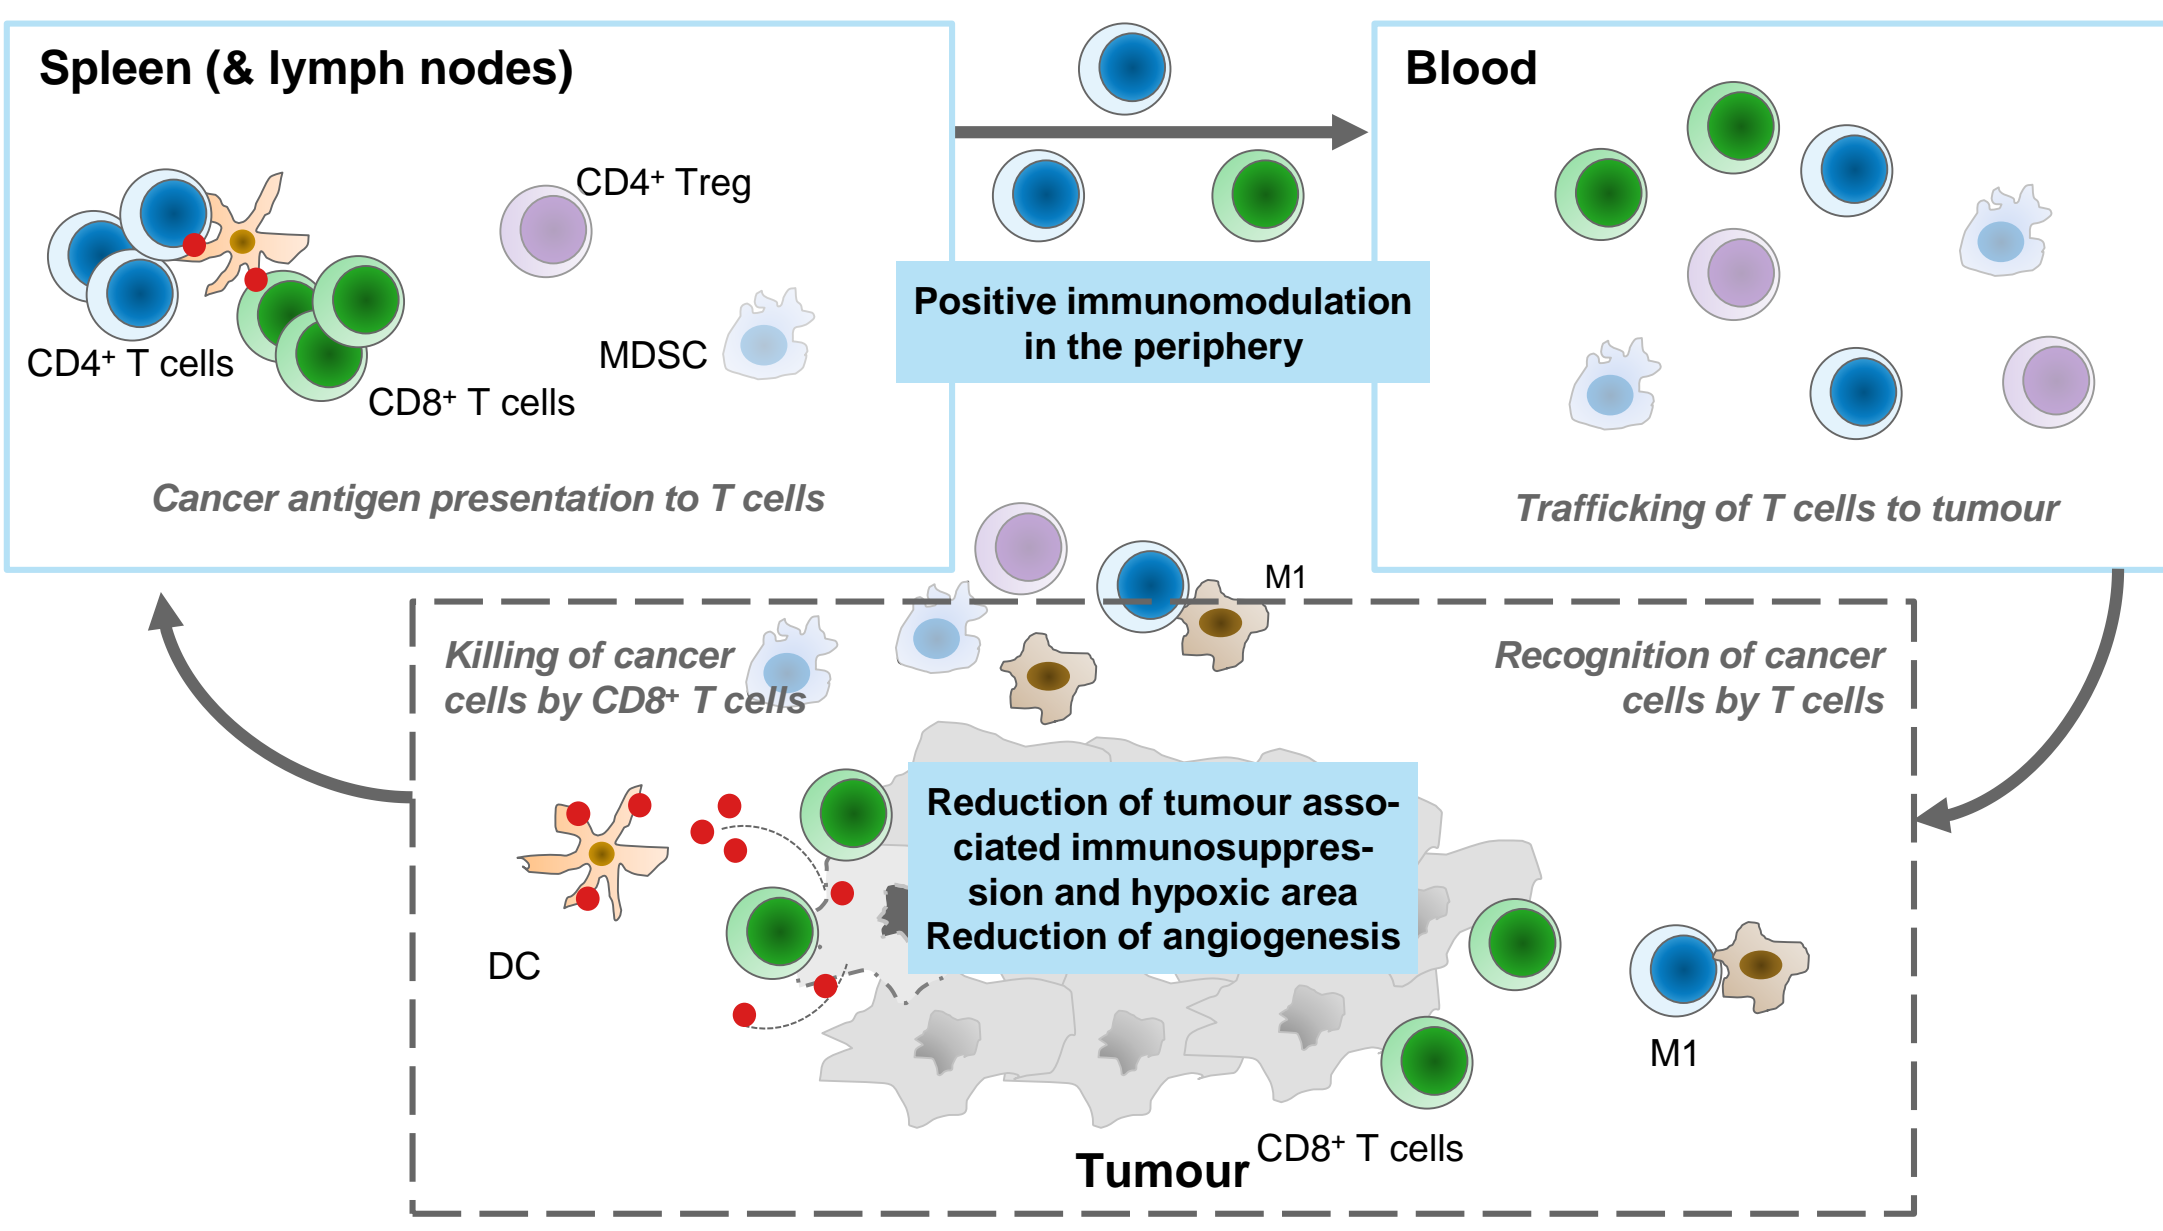 Spleen (& lymph nodes)
CD4⁺ Treg
CD4⁺ T cells
MDSC
CD8⁺ T cells
Cancer antigen presentation to T cells
Positive immunomodulation
in the periphery
Blood
Trafficking of T cells to tumour
M1
Killing of cancer
cells by CD8⁺ T cells
Recognition of cancer
cells by T cells
Reduction of tumour asso-
ciated immunosuppres-
sion and hypoxic area
Reduction of angiogenesis
DC
M1
CD8⁺ T cells
Tumour